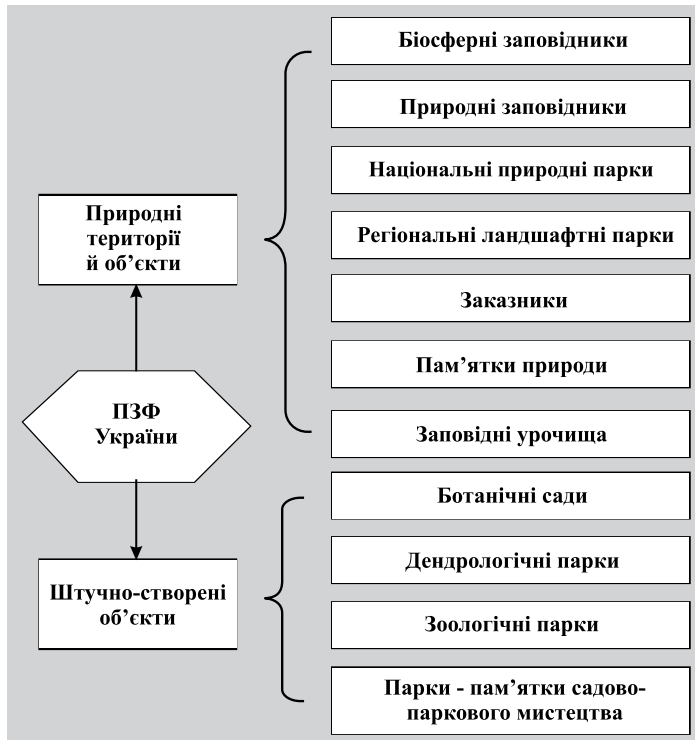 Біосферні заповідники
Природні заповідники
Національні природні парки
Регіональні ландшафтні парки
Заказники
Пам’ятки природи
Заповідні урочища
Природні
території
й об’єкти
ПЗФ
України
Штучно-створені
об’єкти
Ботанічні сади
Дендрологічні парки
Зоологічні парки
Парки - пам’ятки садово-
паркового мистецтва